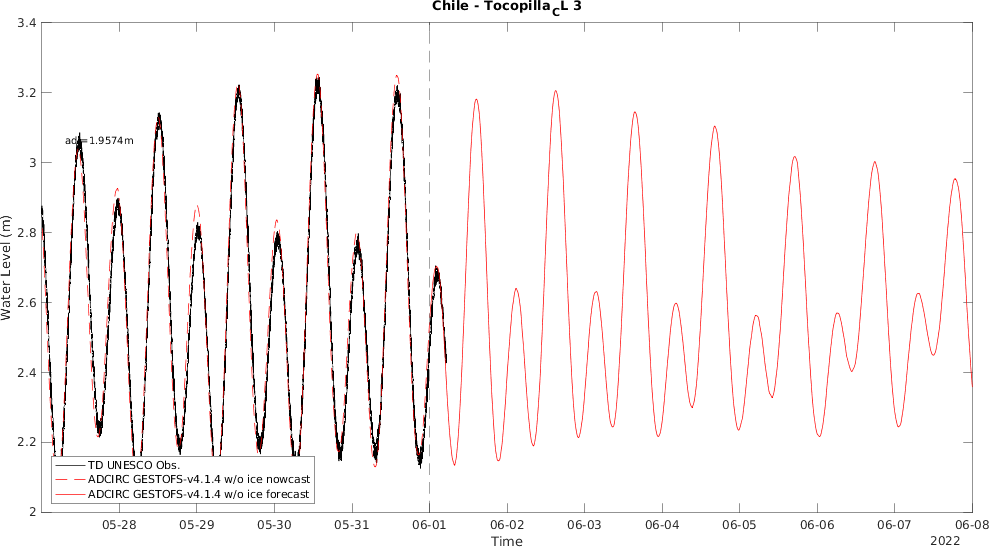 Chile - Tocopilla_CL 3
3.4
3.2
3
2.8
2.6
2.4
2.2
2
Water Level (m)
adj=1.9574m
TD UNESCO Obs.
ADCIRC GESTOFS-v4.1.4 w/o ice nowcast
ADCIRC GESTOFS-v4.1.4 w/o ice forecast
05-28 05-29 05-30 05-31 06-01 06-02 06-03 06-04 06-05 06-06 06-07 06-08
Time
2022